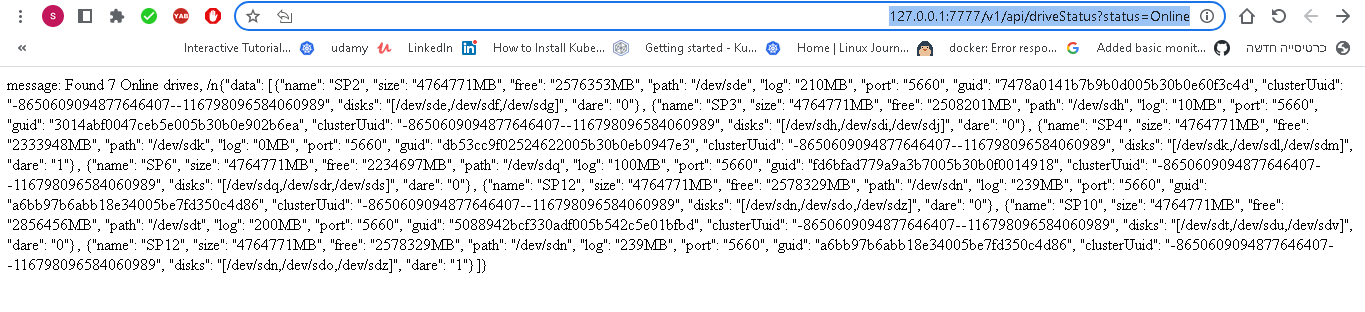 S
YAB
127.0.0.1:7777/v1/api/driveStatus?status=Online
«
Interactive Tutorial...
udamy
LinkedIn
How to Install Kube...
Getting started - Ku...
Home | Linux Journ...
docker: Error respo...
Added basic monit...
כרטיסייה חדשה
message: Found 7 Online drives, /n{"data": [{"name": "SP2", "size": "4764771MB", "free": "2576353MB", "path": "/dev/sde", "log": "210MB", "port": "5660", "guid": "7478a0141b7b9b0d005b30b0e60f3c4d", "clusterUuid":
"-8650609094877646407--116798096584060989", "disks": "[/dev/sde,/dev/sdf,/dev/sdg]", "dare": "0"} , {"name": "SP3", "size": "4764771MB", "free": "2508201MB", "path": "/dev/sdh", "log": "10MB", "port": "5660",
"guid": "3014abf0047ceb5e005b30b0e902b6ea", "clusterUuid": "-8650609094877646407--116798096584060989", "disks": "[/dev/sdh,/dev/sdi,/dev/sdj]", "dare": "0"} , {"name": "SP4", "size": "4764771MB", "free":
"2333948MB", "path": "/dev/sdk", "log": "0MB", "port": "5660", "guid": "db53cc9f02524622005b30b0eb0947e3", "clusterUuid": "-8650609094877646407--116798096584060989", "disks": "[/dev/sdk,/dev/sdl,/dev/sdm]",
"dare": "1"} , {"name": "SP6", "size": "4764771MB", "free": "2234697MB", "path": "/dev/sdq", "log": "100MB", "port": "5660", "guid": "fd6bfad779a9a3b7005b30b0f0014918", "clusterUuid": "-8650609094877646407-
-116798096584060989", "disks": "[/dev/sdq,/dev/sdr,/dev/sds]", "dare": "0"} , {"name": "SP12", "size": "4764771MB", "free": "2578329MB", "path": "/dev/sdn", "log": "239MB", "port": "5660", "guid":
"a6bb97b6abb18e34005be7fd350c4d86", "clusterUuid": "-8650609094877646407--116798096584060989", "disks": "[/dev/sdn,/dev/sdo,/dev/sdz]", "dare": "0"} , {"name": "SP10", "size": "4764771MB", "free":
"2856456MB", "path": "/dev/sdt", "log": "200MB", "port": "5660", "guid": "5088942bcf330adf005b542c5e01bfbd", "clusterUuid": "-8650609094877646407--116798096584060989", "disks": "[/dev/sdt,/dev/sdu,/dev/sdv]",
"dare": "0"} , {"name": "SP12", "size": "4764771MB", "free": "2578329MB", "path": "/dev/sdn", "log": "239MB", "port": "5660", "guid": "a6bb97b6abb18e34005be7fd350c4d86", "clusterUuid": "-8650609094877646407-
-116798096584060989", "disks": "[/dev/sdn,/dev/sdo,/dev/sdz]", "dare": "1"} ]}